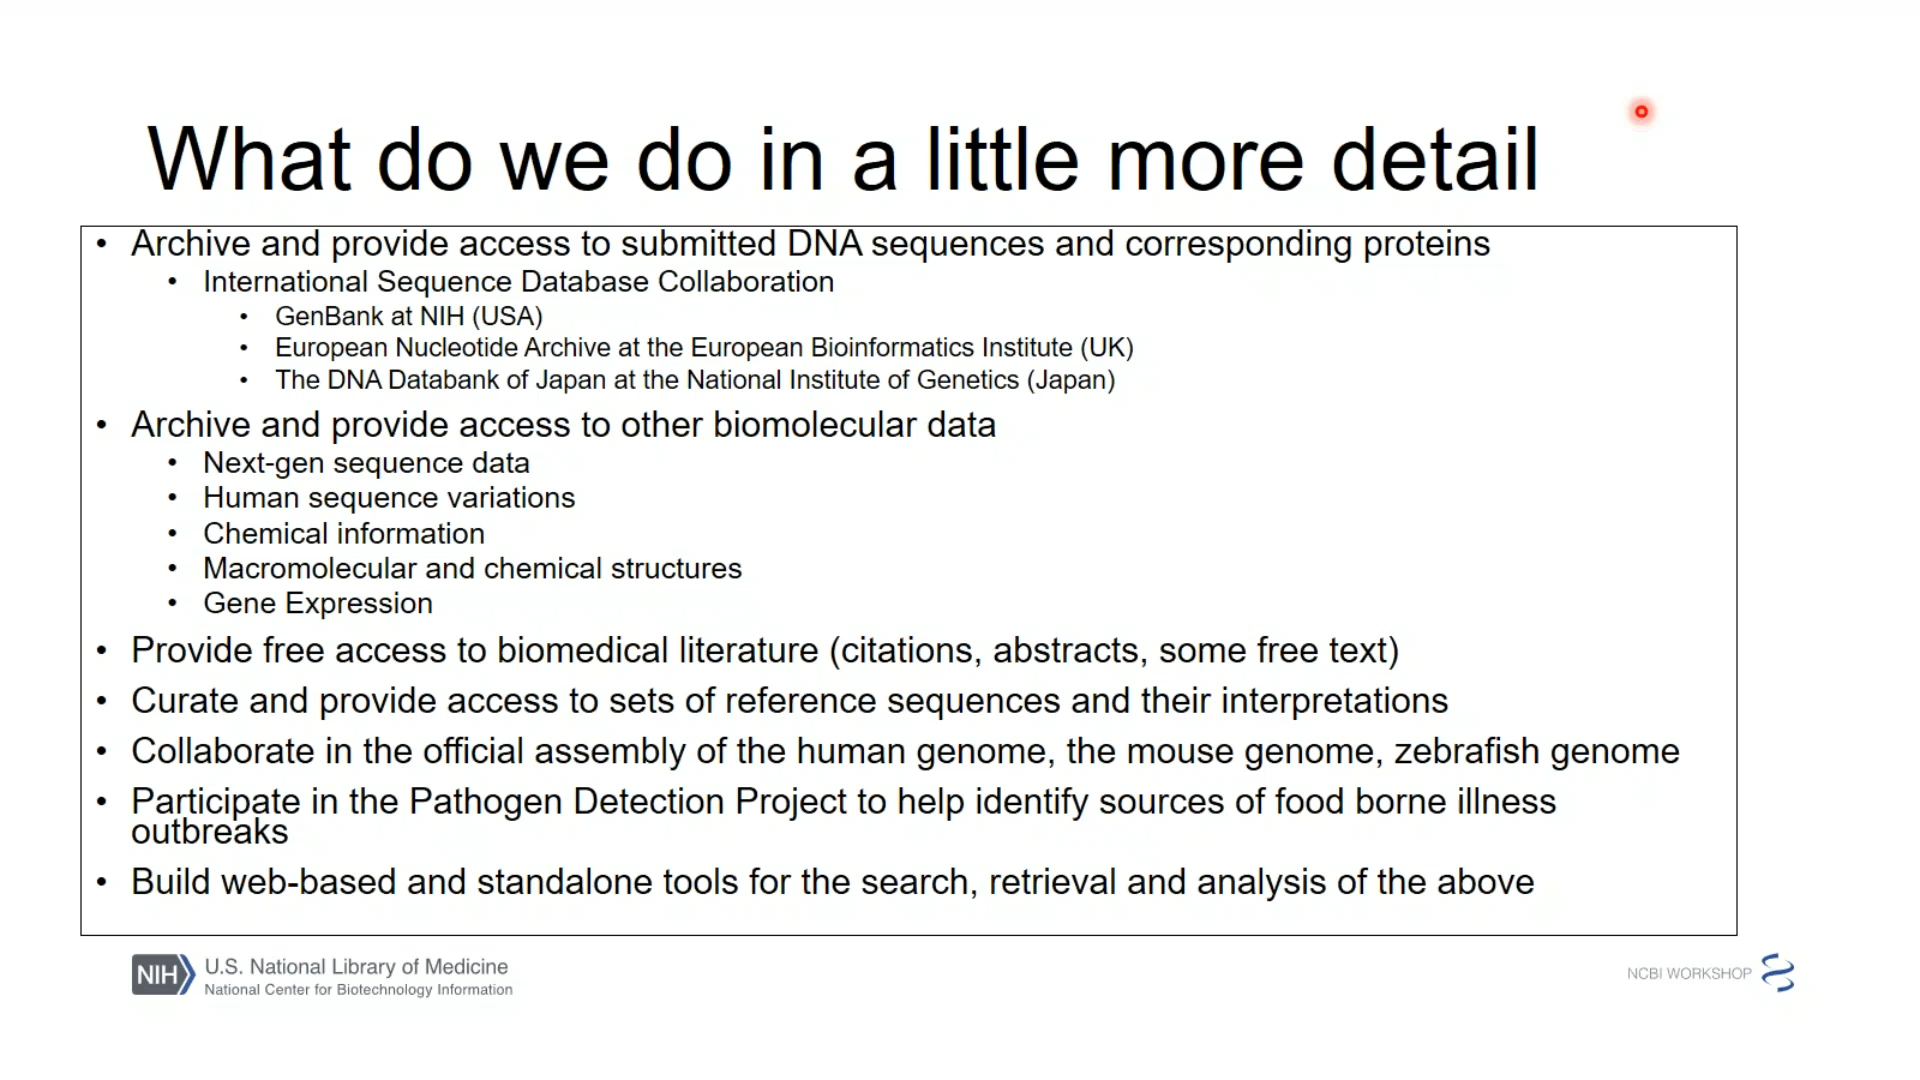 What do we do in a little more detail
• Archive and provide access to submitted DNA sequences and corresponding proteins
• International Sequence Database Collaboration
• GenBank at NIH (USA)
• European Nucleotide Archive at the European Bioinformatics Institute (UK)
• The DNA Databank of Japan at the National Institute of Genetics (Japan)
• Archive and provide access to other biomolecular data
• Next-gen sequence data
• Human sequence variations
• Chemical information
• Macromolecular and chemical structures
• Gene Expression
• Provide free access to biomedical literature (citations, abstracts, some free text)
• Curate and provide access to sets of reference sequences and their interpretations
• Collaborate in the official assembly of the human genome, the mouse genome, zebrafish genome
• Participate in the Pathogen Detection Project to help identify sources of food borne illness
outbreaks
• Build web-based and standalone tools for the search, retrieval and analysis of the above
NIH
U.S. National Library of Medicine
National Center for Biotechnology Information
NCBI WORKSHOP